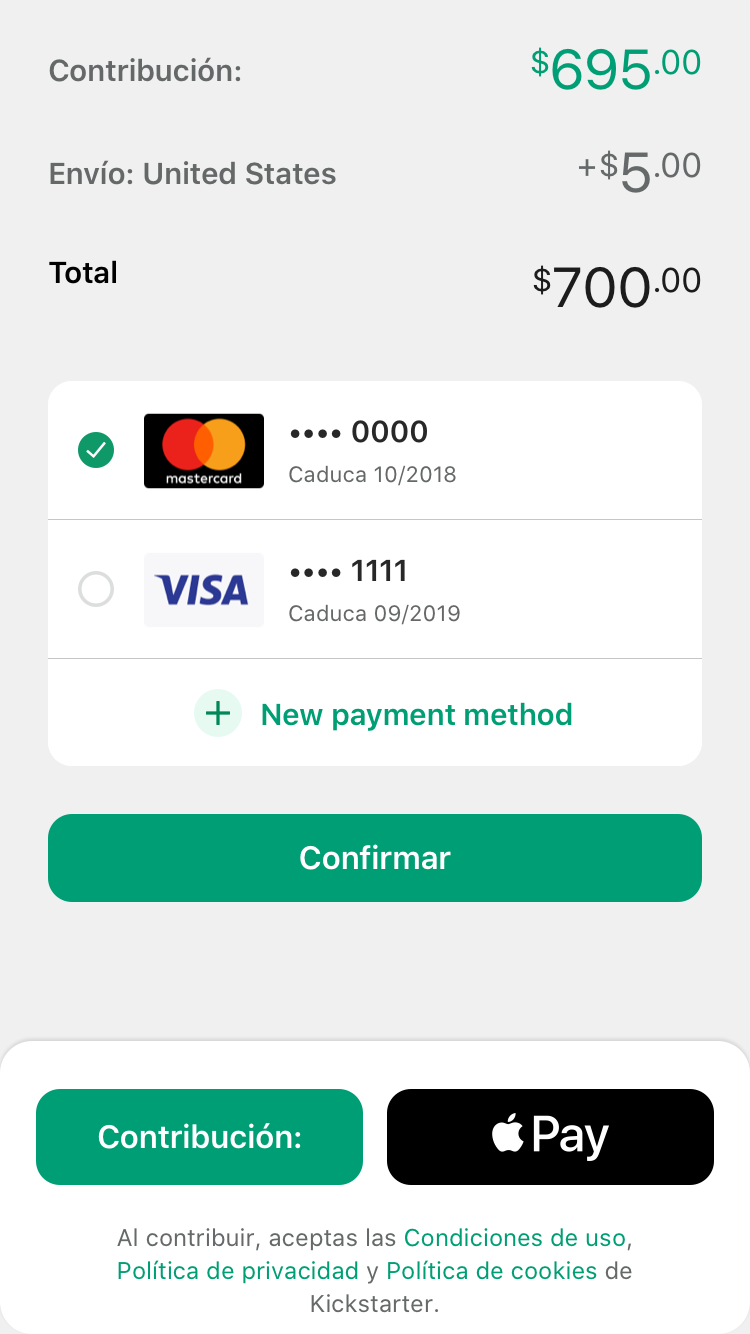 Contribución: $695.00
Envío: United States +$5.00
Total $700.00
mastercard
•••• 0000
Caduca 10/2018
VISA
•••• 1111
Caduca 09/2019
+ New payment method
Confirmar
Contribución: Pay
Al contribuir, aceptas las Condiciones de uso,
Política de privacidad y Política de cookies de
Kickstarter.